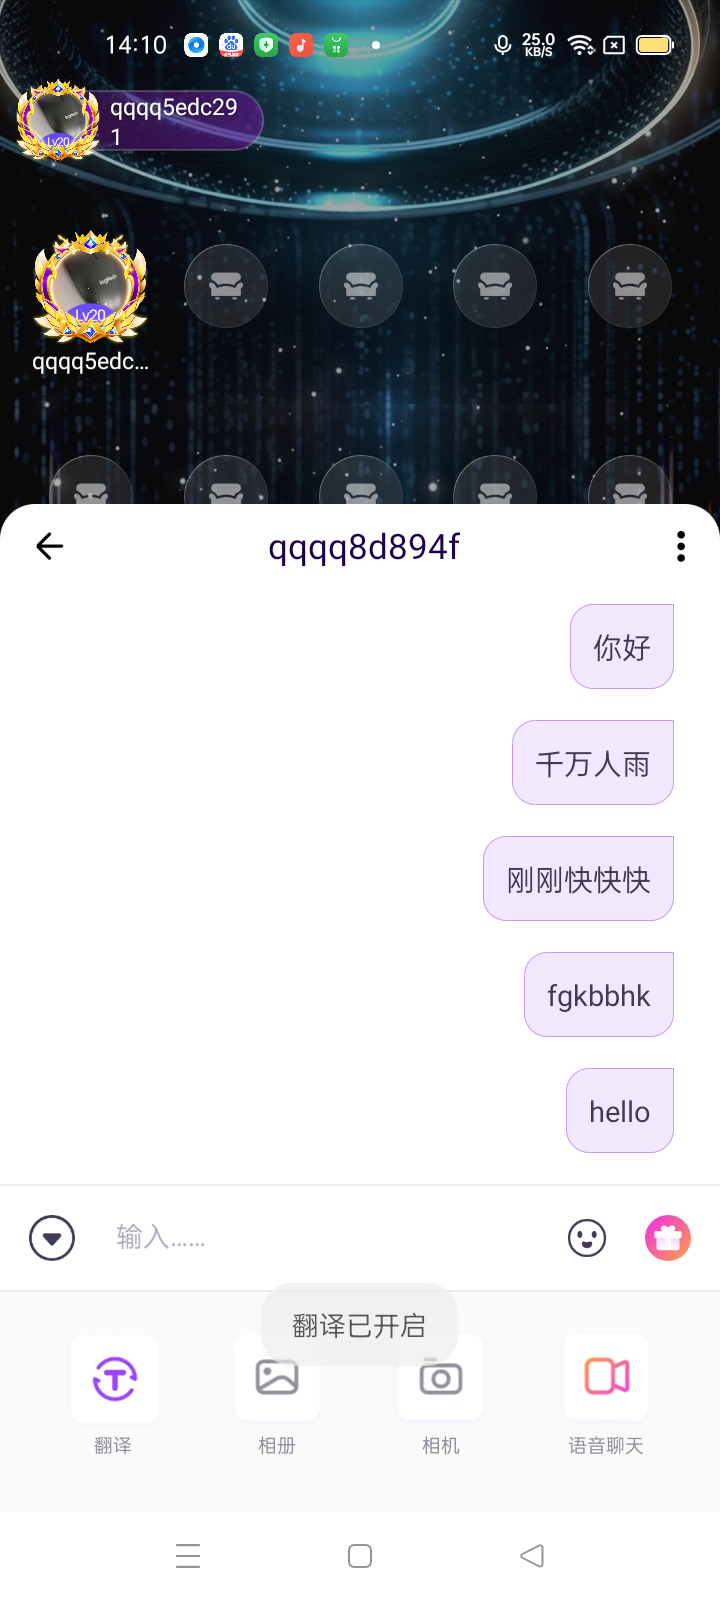 14:10
25.0
KB/S
qqqq5edc29
1
Lv20
Lv20
qqqq5edc...
qqqq8d894f
你好
千万人雨
刚刚快快快
fgkbbhk
hello
输入......
翻译已开启
翻译
相册
相机
语音聊天